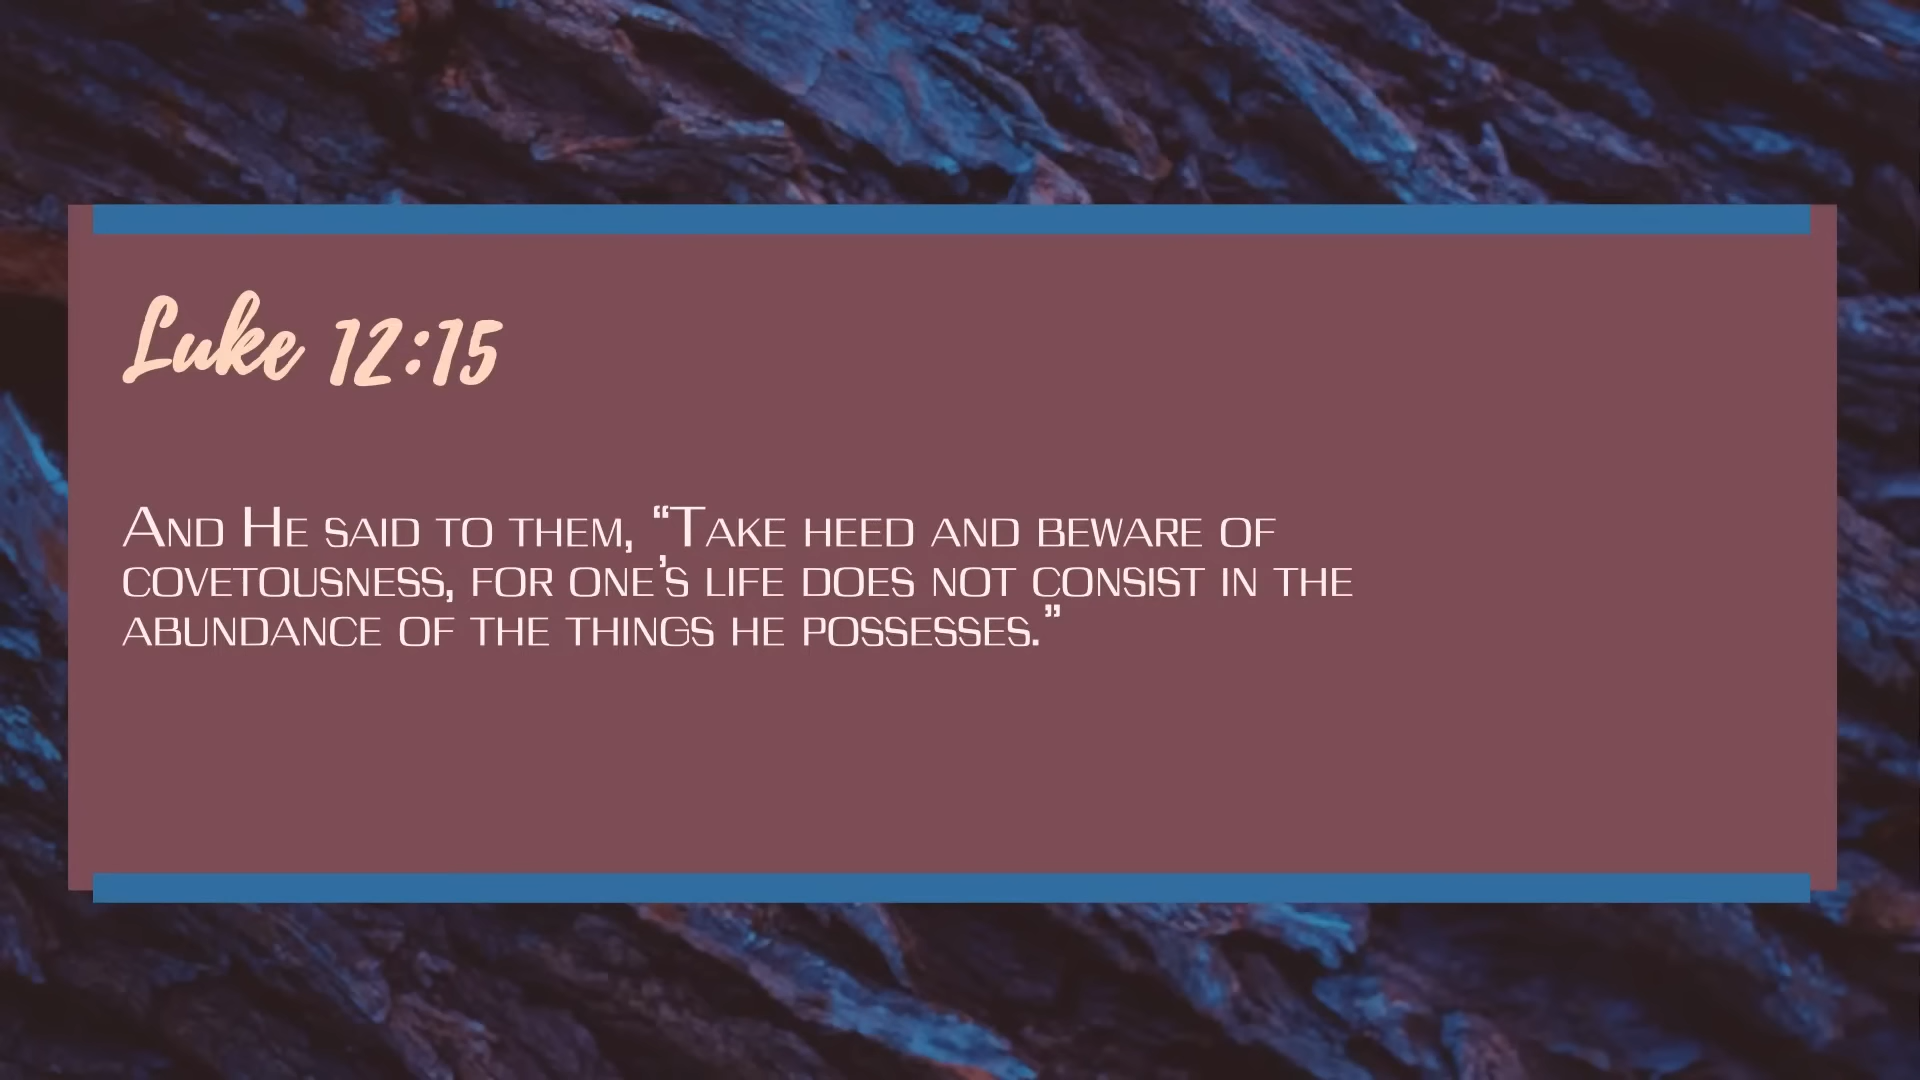 Luke 12:15
And He said to them, “Take heed and beware of
covetousness, for one’s life does not consist in the
abundance of the things he possesses.”